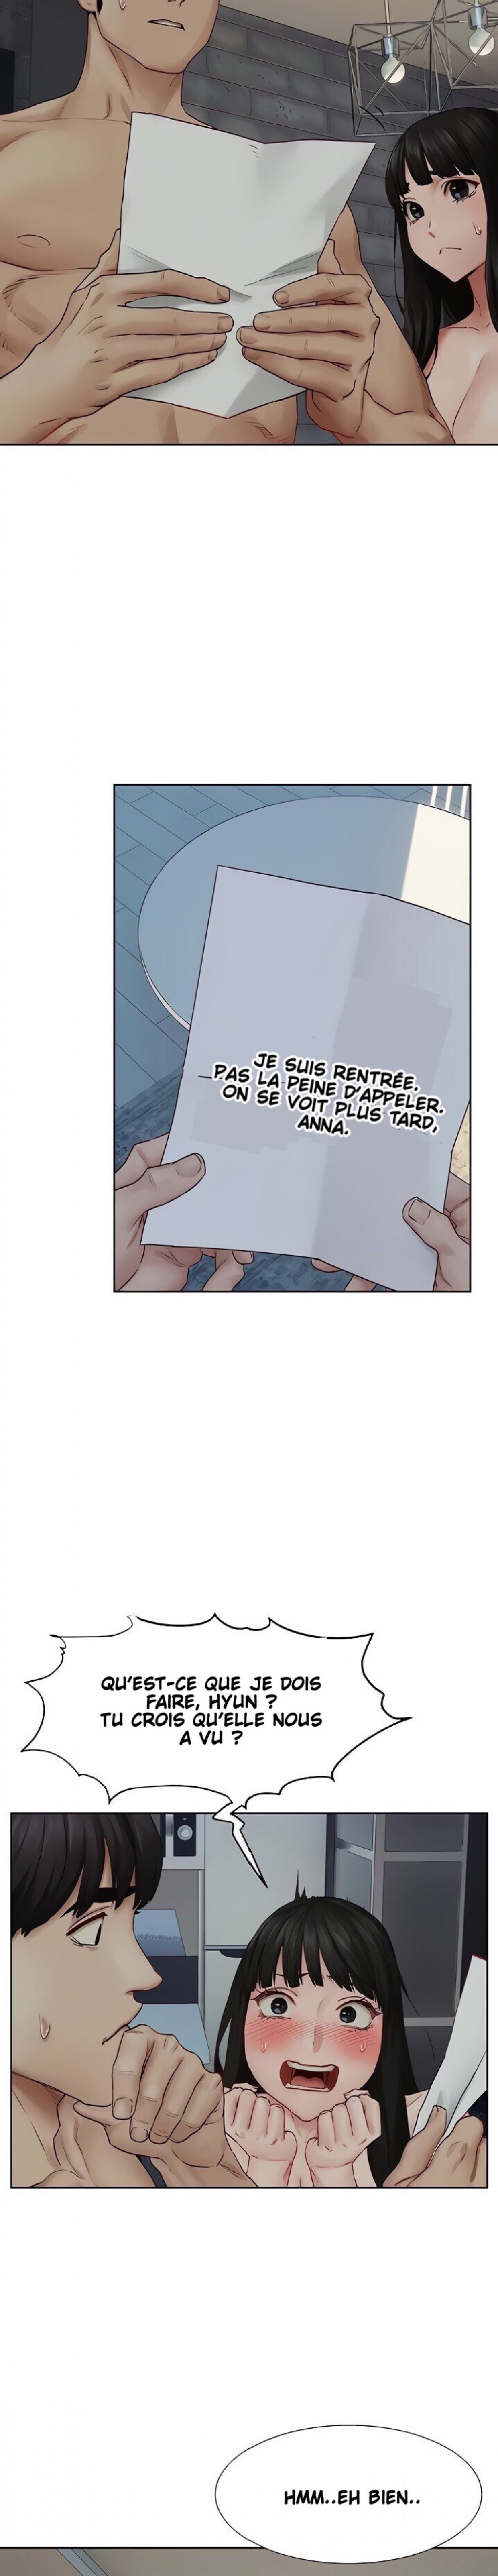 JE SUIS RENTRÉE.
PAS LA PEINE D'APPELER.
ON SE VOIT PLUS TARD,
ANNA.
QU'EST-CE QUE JE DOIS
FAIRE, HYUN ?
TU CROIS QU'ELLE NOUS
A VU ?
HMM..EH BIEN..